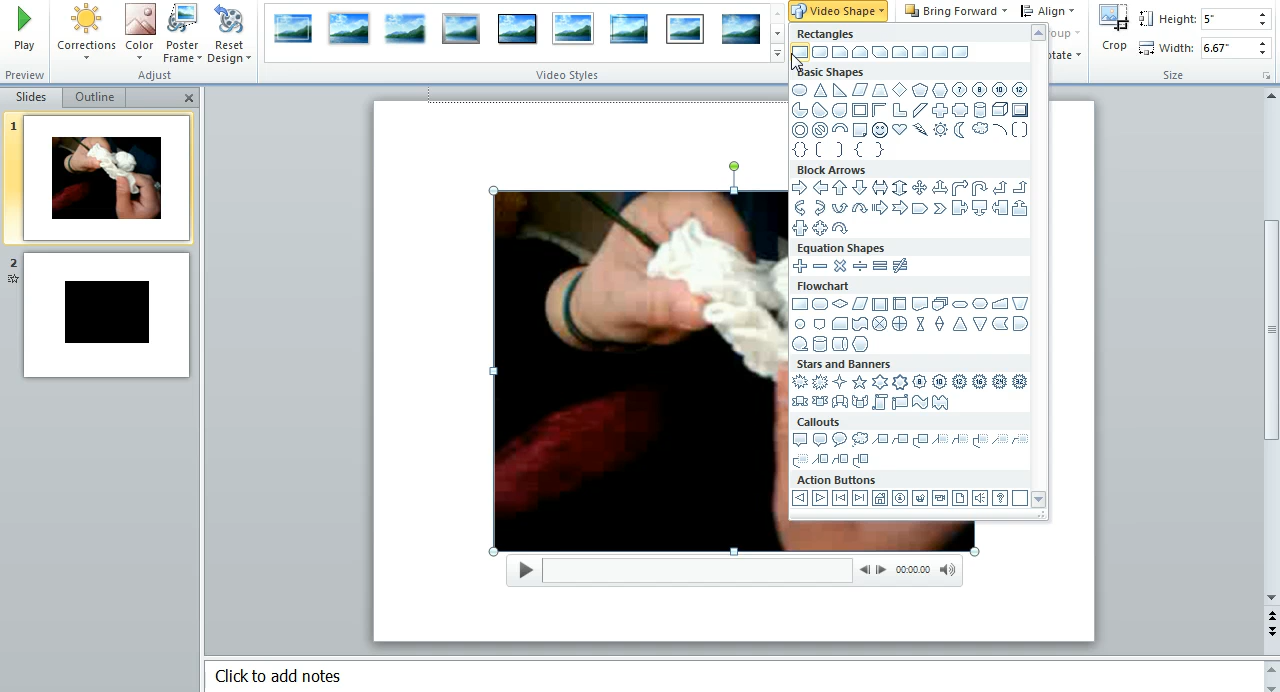 Play
Corrections
Color
Poster Frame
Reset Design
Preview
Adjust
Video Styles
Video Shape
Bring Forward
Align
Crop
Height: 5"
Width: 6.67"
Size
Slides
Outline
1
2
Rectangles
Basic Shapes
Block Arrows
Equation Shapes
Flowchart
Stars and Banners
Callouts
Action Buttons
00:00.00
Click to add notes